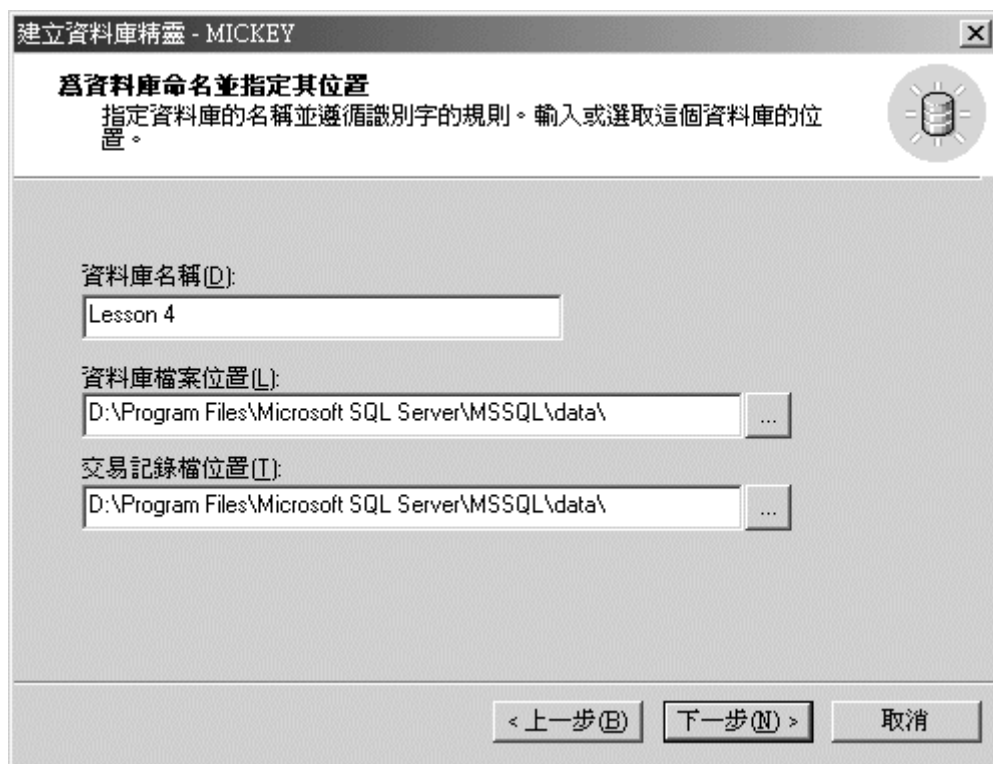 建立資料庫精靈 - MICKEY
為資料庫命名並指定其位置
指定資料庫的名稱並遵循識別字的規則。輸入或選取這個資料庫的位
置。
資料庫名稱(D):
Lesson 4
資料庫檔案位置(L):
D:\Program Files\Microsoft SQL Server\MSSQL\data\
...
交易記錄檔位置(T):
D:\Program Files\Microsoft SQL Server\MSSQL\data\
...
< 上一步(B) 下一步(N) > 取消